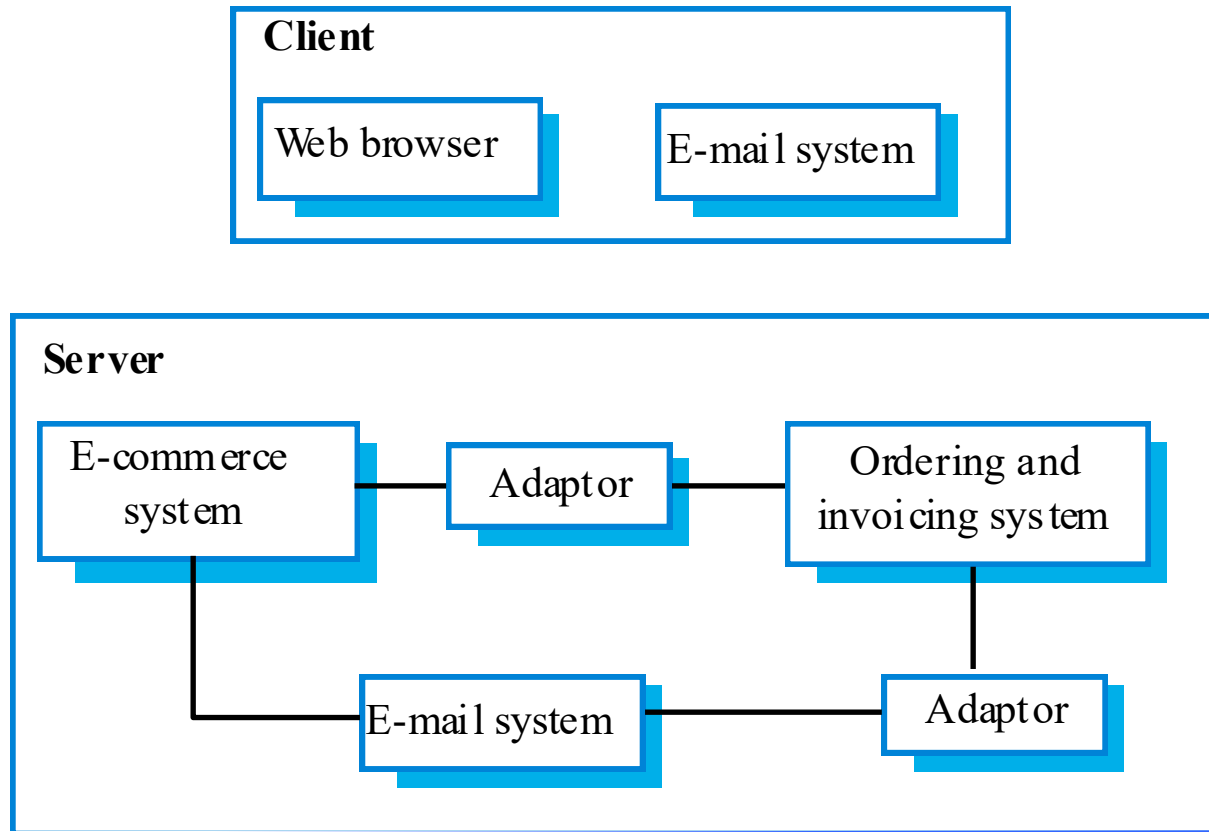 Client
Web browser
E-mail system
Server
E-commerce
system
Adaptor
Ordering and
invoicing system
E-mail system
Adaptor